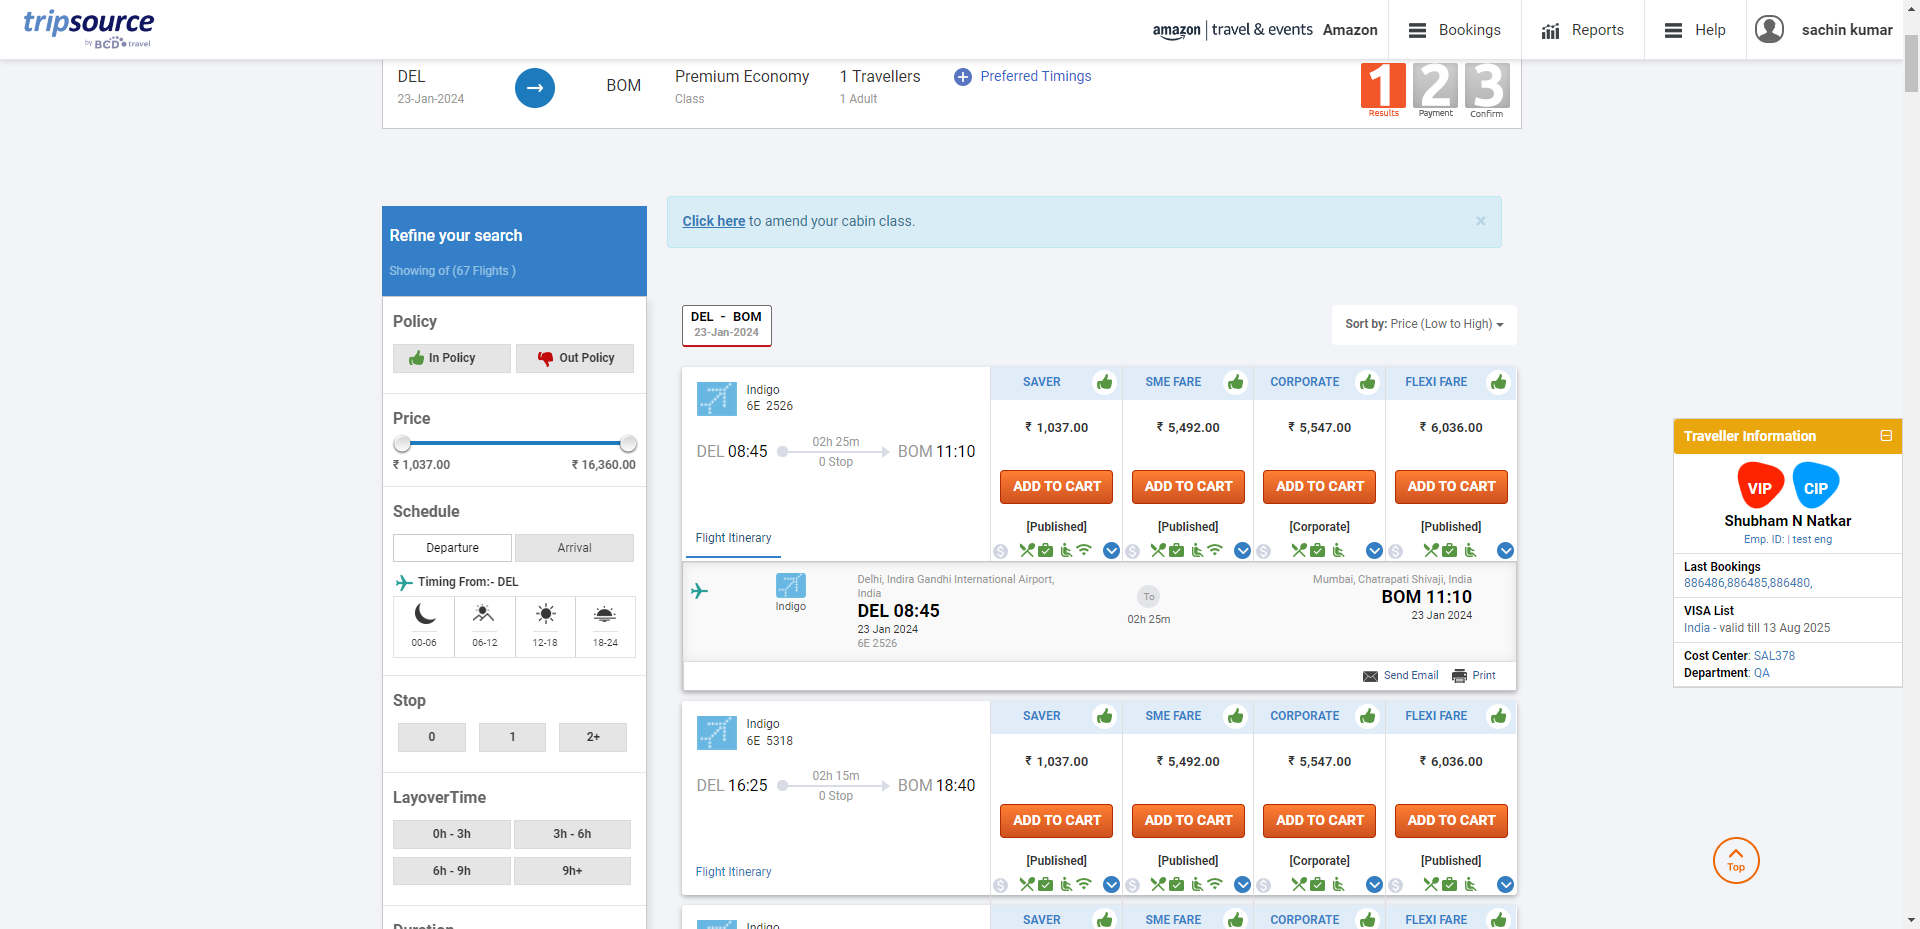 tripsource
by BCD travel
amazon | travel & events Amazon
Bookings
Reports
Help
sachin kumar
DEL
23-Jan-2024
BOM
Premium Economy
Class
1 Travellers
1 Adult
Preferred Timings
1 2 3
Results Payment Confirm
Click here to amend your cabin class. ×
Refine your search
Showing of (67 Flights )
Policy
In Policy Out Policy
Price
₹ 1,037.00 ₹ 16,360.00
Schedule
Departure Arrival
Timing From:- DEL
00-06 06-12 12-18 18-24
Stop
0 1 2+
LayoverTime
0h - 3h 3h - 6h
6h - 9h 9h+
Duration
DEL - BOM
23-Jan-2024
Sort by: Price (Low to High)
Indigo
6E 2526
DEL 08:45
02h 25m
0 Stop
BOM 11:10
Flight Itinerary
SAVER SME FARE CORPORATE FLEXI FARE
₹ 1,037.00 ₹ 5,492.00 ₹ 5,547.00 ₹ 6,036.00
ADD TO CART ADD TO CART ADD TO CART ADD TO CART
[Published] [Published] [Corporate] [Published]
Indigo
Delhi, Indira Gandhi International Airport,
India
DEL 08:45
23 Jan 2024
6E 2526
To
02h 25m
Mumbai, Chatrapati Shivaji, India
BOM 11:10
23 Jan 2024
Send Email Print
Indigo
6E 5318
DEL 16:25
02h 15m
0 Stop
BOM 18:40
Flight Itinerary
SAVER SME FARE CORPORATE FLEXI FARE
₹ 1,037.00 ₹ 5,492.00 ₹ 5,547.00 ₹ 6,036.00
ADD TO CART ADD TO CART ADD TO CART ADD TO CART
[Published] [Published] [Corporate] [Published]
Indigo
SAVER SME FARE CORPORATE FLEXI FARE
Traveller Information
VIP CIP
Shubham N Natkar
Emp. ID: | test eng
Last Bookings
886486,886485,886480,
VISA List
India - valid till 13 Aug 2025
Cost Center: SAL378
Department: QA
Top